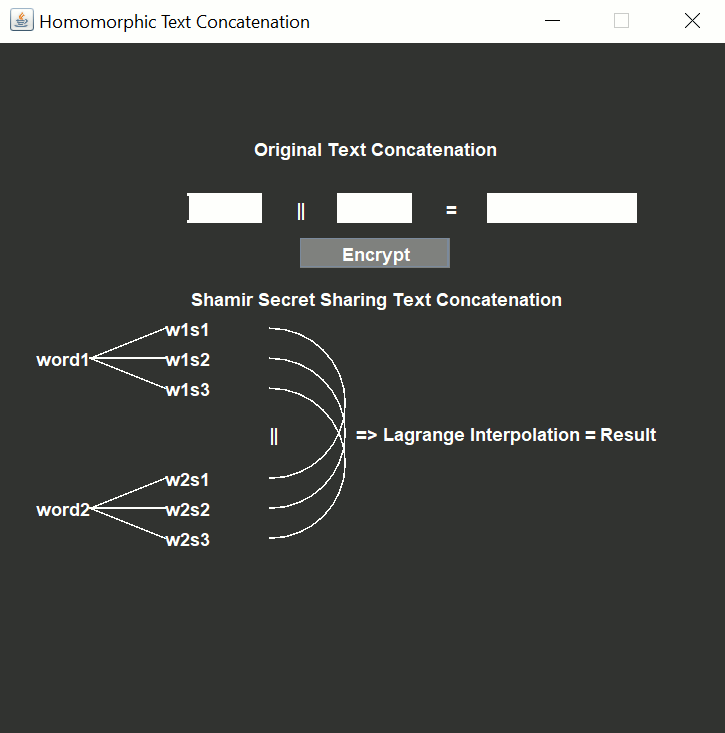 Homomorphic Text Concatenation
Original Text Concatenation
|| =
Encrypt
Shamir Secret Sharing Text Concatenation
w1s1
word1 w1s2
w1s3
|| => Lagrange Interpolation = Result
w2s1
word2 w2s2
w2s3